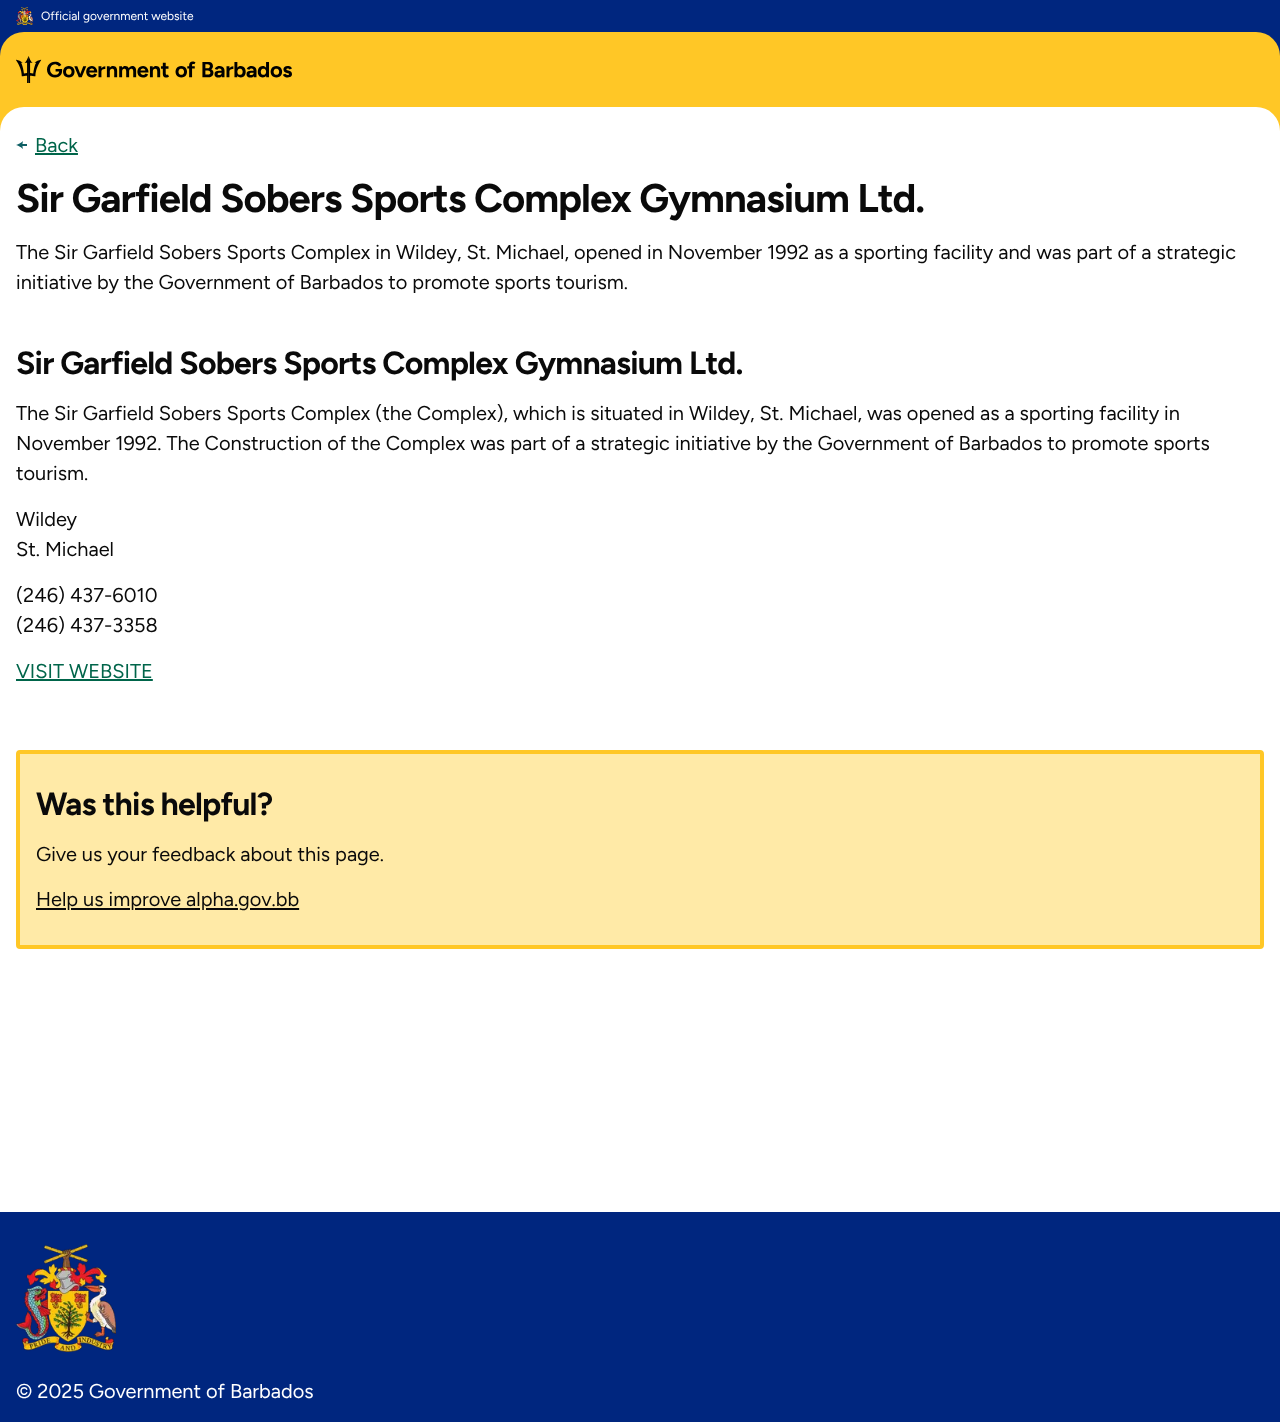 Official government website
Government of Barbados
Back
Sir Garfield Sobers Sports Complex Gymnasium Ltd.
The Sir Garfield Sobers Sports Complex in Wildey, St. Michael, opened in November 1992 as a sporting facility and was part of a strategic
initiative by the Government of Barbados to promote sports tourism.
Sir Garfield Sobers Sports Complex Gymnasium Ltd.
The Sir Garfield Sobers Sports Complex (the Complex), which is situated in Wildey, St. Michael, was opened as a sporting facility in
November 1992. The Construction of the Complex was part of a strategic initiative by the Government of Barbados to promote sports
tourism.
Wildey
St. Michael
(246) 437-6010
(246) 437-3358
VISIT WEBSITE
Was this helpful?
Give us your feedback about this page.
Help us improve alpha.gov.bb
PRIDE AND INDUSTRY
© 2025 Government of Barbados